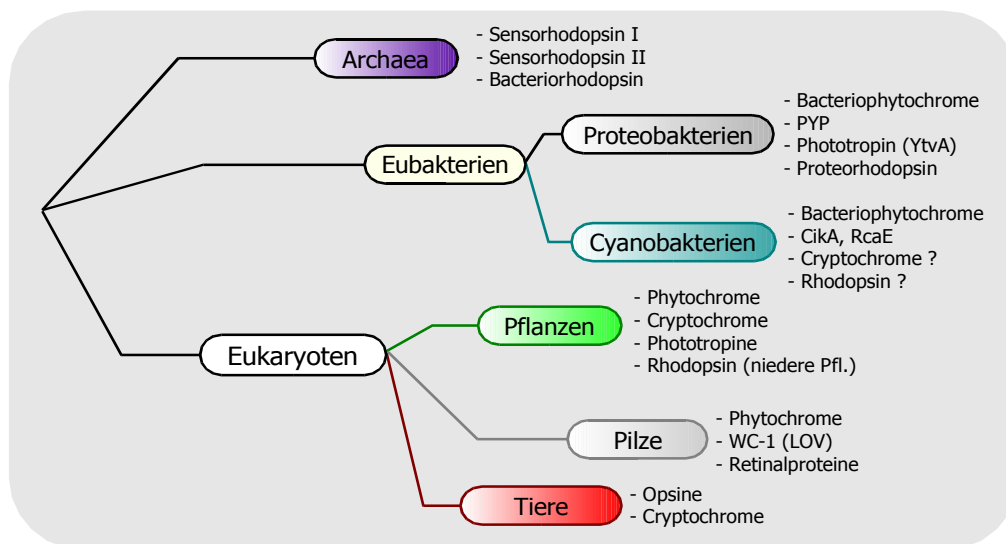 Archaea
- Sensorhodopsin I
- Sensorhodopsin II
- Bacteriorhodopsin
Eubakterien
Proteobakterien
- Bacteriophytochrome
- PYP
- Phototropin (YtvA)
- Proteorhodopsin
Cyanobakterien
- Bacteriophytochrome
- CikA, RcaE
- Cryptochrome ?
- Rhodopsin ?
Eukaryoten
Pflanzen
- Phytochrome
- Cryptochrome
- Phototropine
- Rhodopsin (niedere Pfl.)
Pilze
- Phytochrome
- WC-1 (LOV)
- Retinalproteine
Tiere
- Opsine
- Cryptochrome